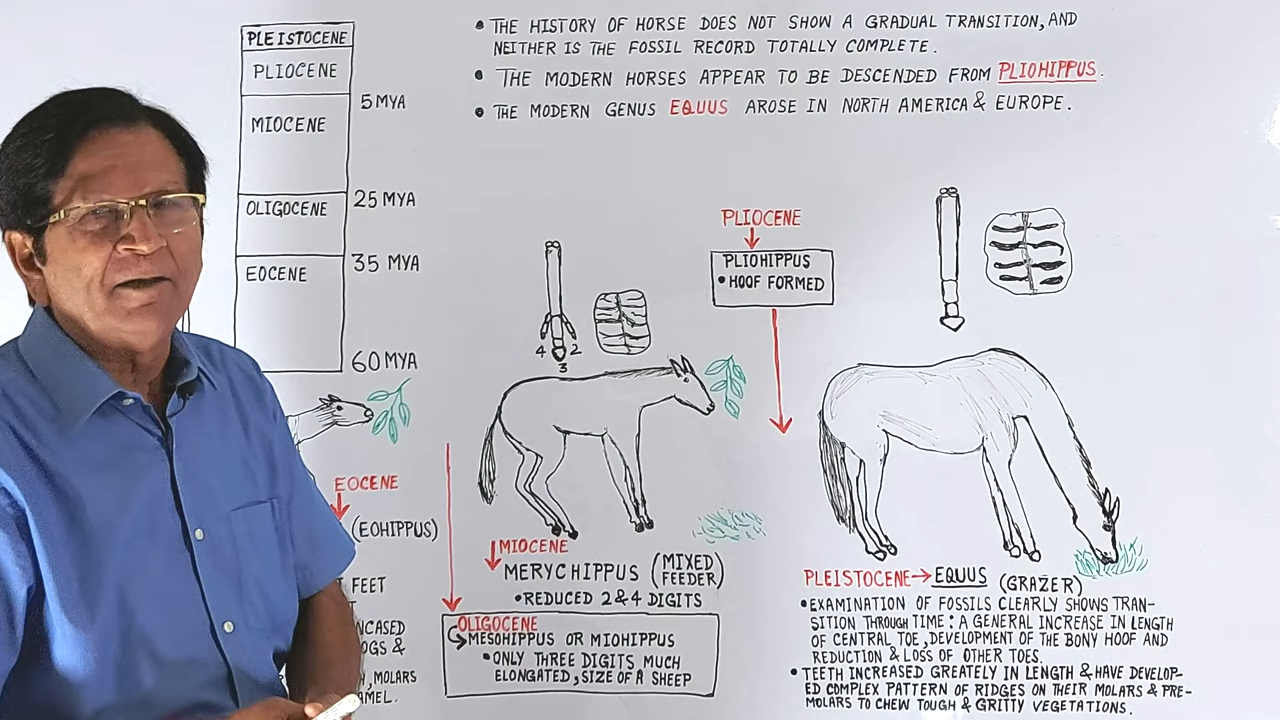 PLEISTOCENE
PLIOCENE
5 MYA
MIOCENE
25 MYA
OLIGOCENE
35 MYA
EOCENE
60 MYA
• THE HISTORY OF HORSE DOES NOT SHOW A GRADUAL TRANSITION, AND
NEITHER IS THE FOSSIL RECORD TOTALLY COMPLETE.
• THE MODERN HORSES APPEAR TO BE DESCENDED FROM PLIOHIPPUS.
• THE MODERN GENUS EQUUS AROSE IN NORTH AMERICA & EUROPE.
EOCENE
(EOHIPPUS)
FEET
NCASED
OGS &
, MOLARS
AMEL.
4 2
3
MIOCENE
MERYCHIPPUS (MIXED
FEEDER)
• REDUCED 2 & 4 DIGITS
OLIGOCENE
MESOHIPPUS OR MIOHIPPUS
• ONLY THREE DIGITS MUCH
ELONGATED, SIZE OF A SHEEP
PLIOCENE
PLIOHIPPUS
• HOOF FORMED
PLEISTOCENE → EQUUS (GRAZER)
• EXAMINATION OF FOSSILS CLEARLY SHOWS TRAN-
SITION THROUGH TIME : A GENERAL INCREASE IN LENGTH
OF CENTRAL TOE, DEVELOPMENT OF THE BONY HOOF AND
REDUCTION & LOSS OF OTHER TOES.
• TEETH INCREASED GREATELY IN LENGTH & HAVE DEVELOP-
ED COMPLEX PATTERN OF RIDGES ON THEIR MOLARS & PRE-
MOLARS TO CHEW TOUGH & GRITTY VEGETATIONS.